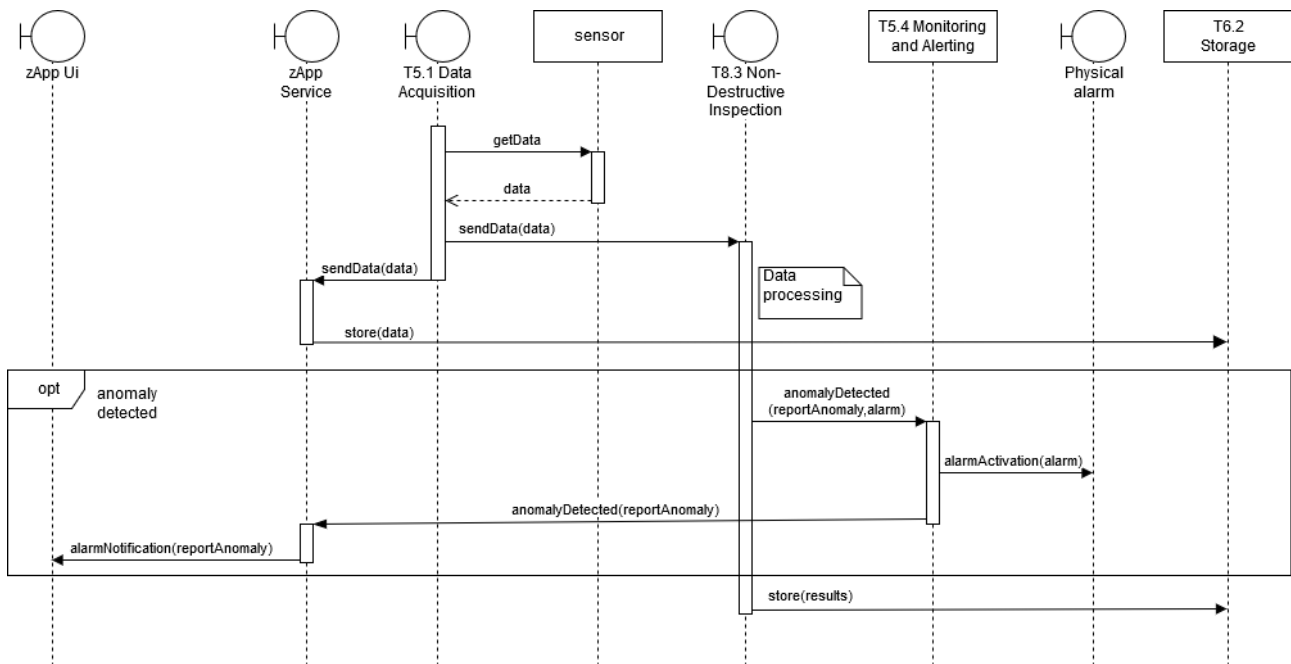 zApp Ui
zApp
Service
T5.1 Data
Acquisition
sensor
T8.3 Non-
Destructive
Inspection
T5.4 Monitoring
and Alerting
Physical
alarm
T6.2
Storage
getData
data
sendData(data)
sendData(data)
Data
processing
store(data)
opt
anomaly
detected
anomalyDetected
(reportAnomaly,alarm)
alarmActivation(alarm)
anomalyDetected(reportAnomaly)
alarmNotification(reportAnomaly)
store(results)